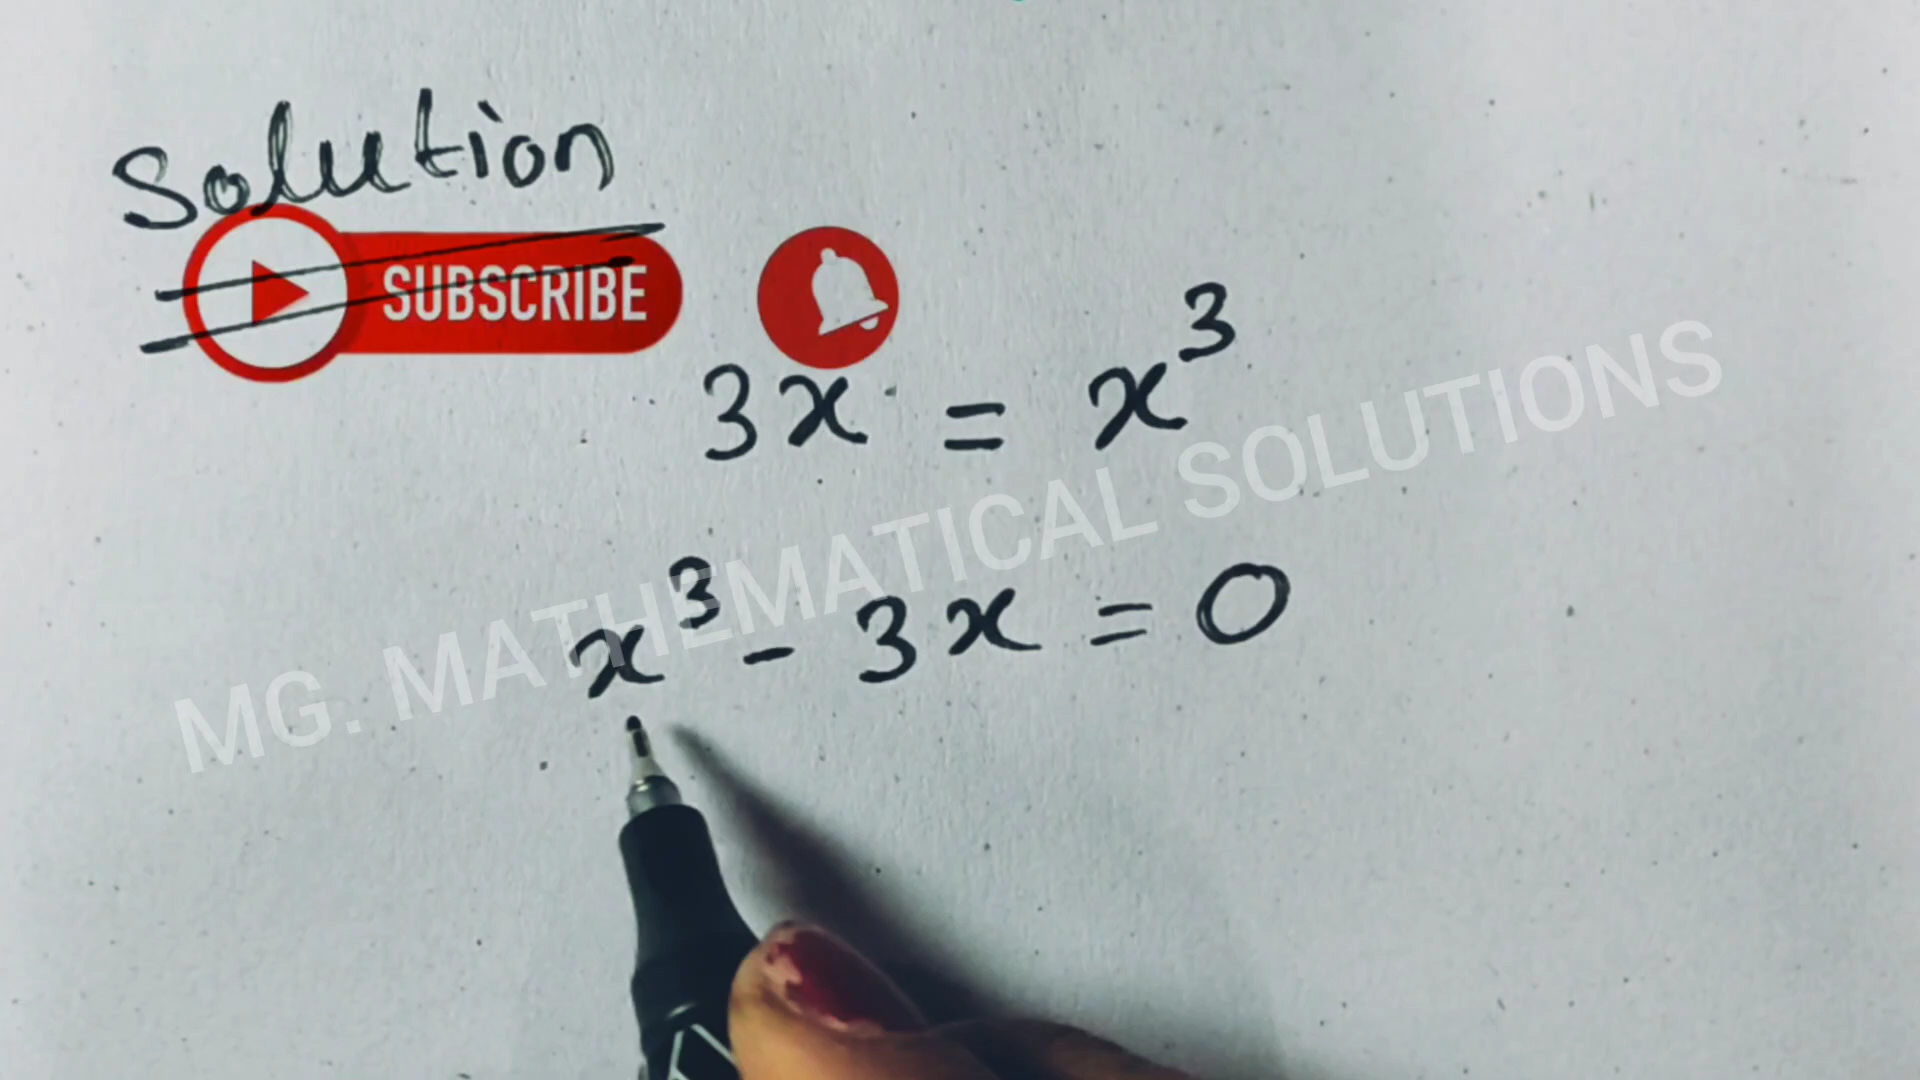 Solution
SUBSCRIBE
3x = x³
x³ - 3x = 0
MG. MATHEMATICAL SOLUTIONS